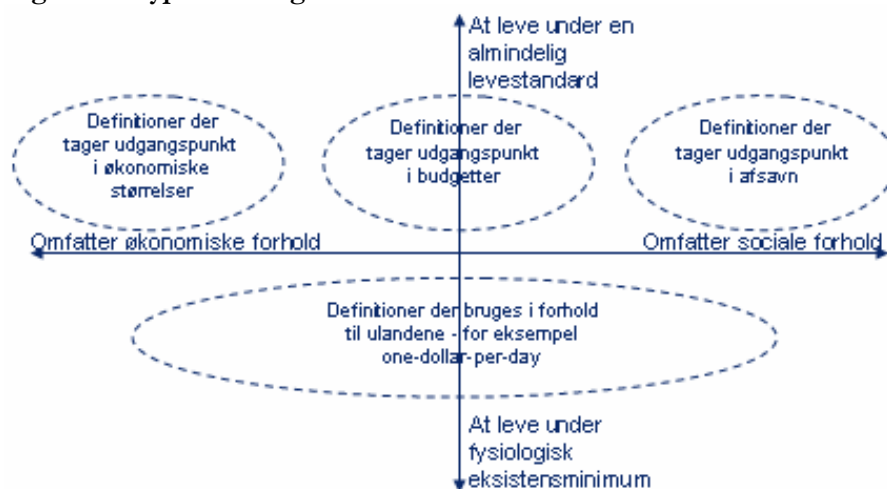 At leve under en
almindelig
levestandard
Definitioner der
tager udgangspunkt
i økonomiske
størrelser
Definitioner der
tager udgangspunkt
i budgetter
Definitioner der
tager udgangspunkt
i afsavn
Omfatter økonomiske forhold
Omfatter sociale forhold
Definitioner der bruges i forhold
til ulandene - for eksempel
one-dollar-per-day
At leve under
fysiologisk
eksistensminimum